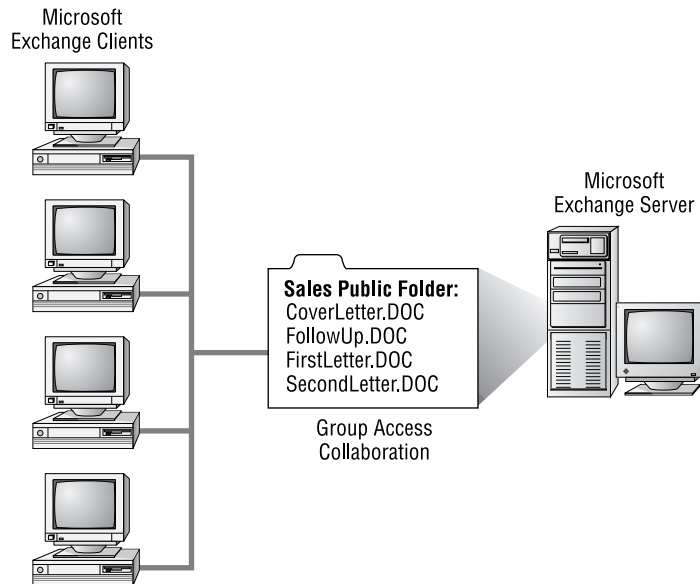 Microsoft
Exchange Clients
Microsoft
Exchange Server
Sales Public Folder:
CoverLetter.DOC
FollowUp.DOC
FirstLetter.DOC
SecondLetter.DOC
Group Access
Collaboration